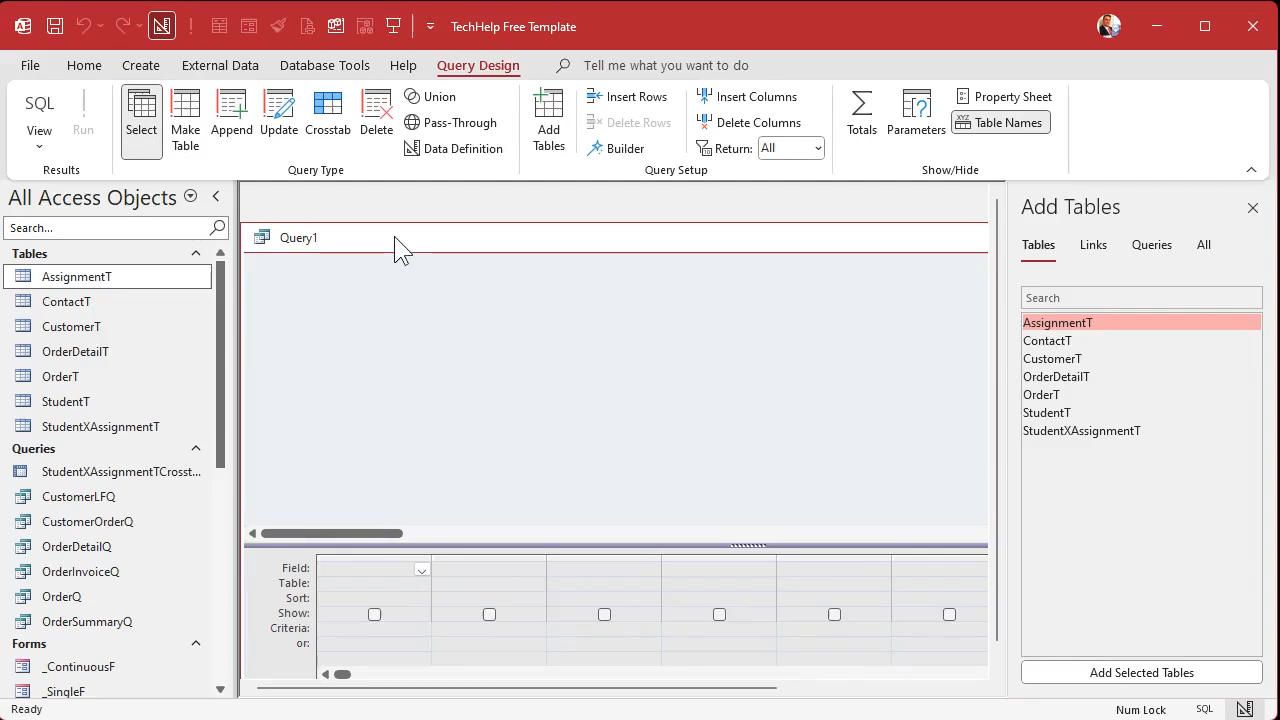 TechHelp Free Template
File Home Create External Data Database Tools Help Query Design Tell me what you want to do
SQL
View
Run
Results
Select
Make
Table
Append
Update
Crosstab
Delete
Union
Pass-Through
Data Definition
Query Type
Add
Tables
Insert Rows
Delete Rows
Builder
Insert Columns
Delete Columns
Return: All
Query Setup
Totals
Parameters
Property Sheet
XYZ Table Names
Show/Hide
All Access Objects
Search...
Tables
AssignmentT
ContactT
CustomerT
OrderDetailT
OrderT
StudentT
StudentXAssignmentT
Queries
StudentXAssignmentTCrosst...
CustomerLFQ
CustomerOrderQ
OrderDetailQ
OrderInvoiceQ
OrderQ
OrderSummaryQ
Forms
_ContinuousF
_SingleF
Query1
Field:
Table:
Sort:
Show:
Criteria:
or:
Add Tables
Tables Links Queries All
Search
AssignmentT
ContactT
CustomerT
OrderDetailT
OrderT
StudentT
StudentXAssignmentT
Add Selected Tables
Ready
Num Lock SQL